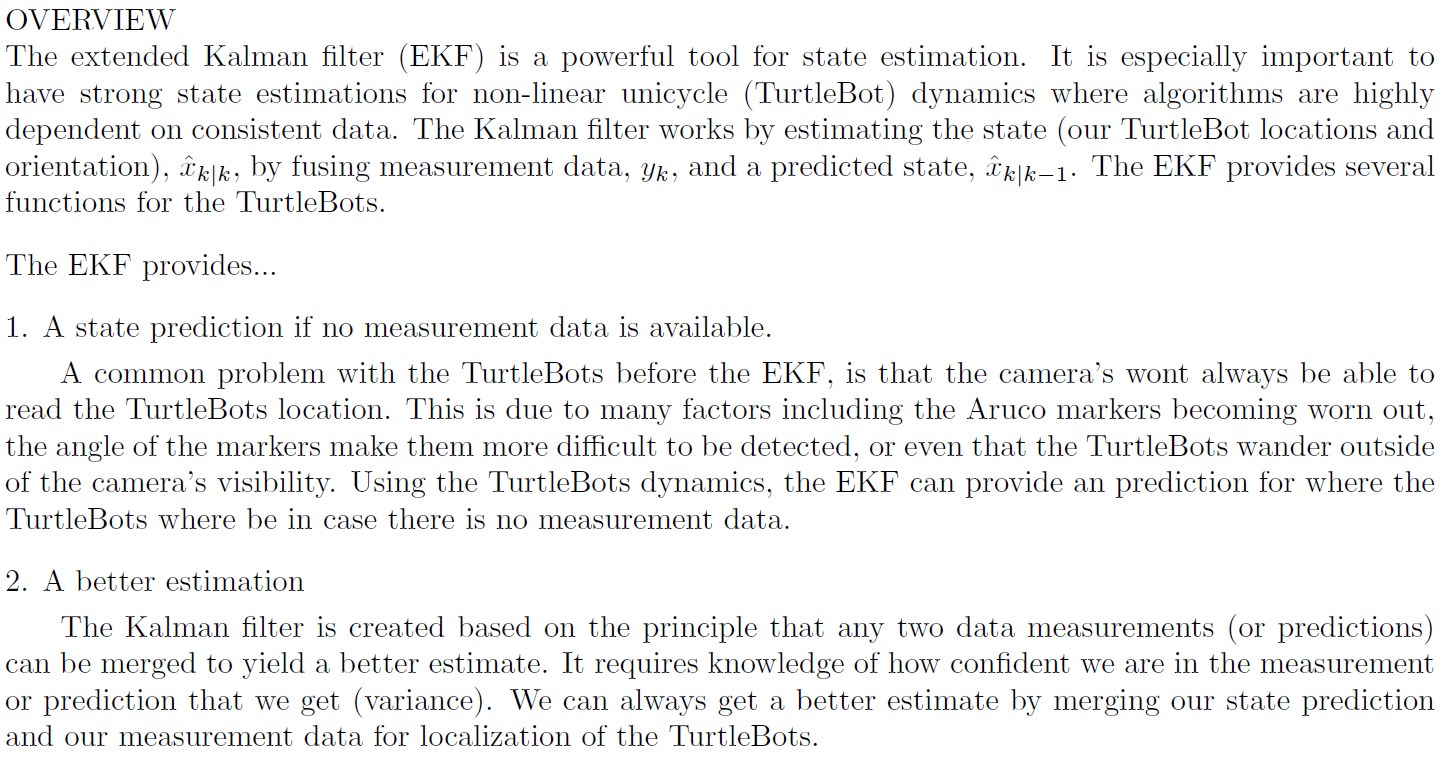 OVERVIEW
The extended Kalman filter (EKF) is a powerful tool for state estimation. It is especially important to
have strong state estimations for non-linear unicycle (TurtleBot) dynamics where algorithms are highly
dependent on consistent data. The Kalman filter works by estimating the state (our TurtleBot locations and
orientation), x̂ₖ|ₖ, by fusing measurement data, yₖ, and a predicted state, x̂ₖ|ₖ₋₁. The EKF provides several
functions for the TurtleBots.
The EKF provides...
1. A state prediction if no measurement data is available.
A common problem with the TurtleBots before the EKF, is that the camera's wont always be able to
read the TurtleBots location. This is due to many factors including the Aruco markers becoming worn out,
the angle of the markers make them more difficult to be detected, or even that the TurtleBots wander outside
of the camera's visibility. Using the TurtleBots dynamics, the EKF can provide an prediction for where the
TurtleBots where be in case there is no measurement data.
2. A better estimation
The Kalman filter is created based on the principle that any two data measurements (or predictions)
can be merged to yield a better estimate. It requires knowledge of how confident we are in the measurement
or prediction that we get (variance). We can always get a better estimate by merging our state prediction
and our measurement data for localization of the TurtleBots.